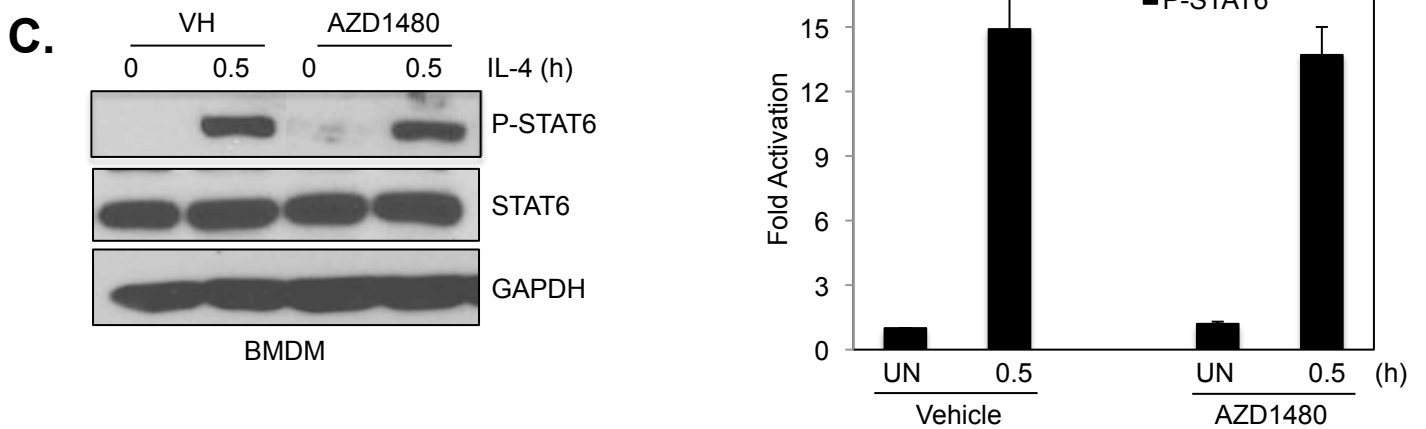 C.
VH AZD1480
0 0.5 0 0.5 IL-4 (h)
P-STAT6
STAT6
GAPDH
BMDM
P-STAT6
15
12
9
6
3
0
Fold Activation
UN 0.5 UN 0.5 (h)
Vehicle AZD1480